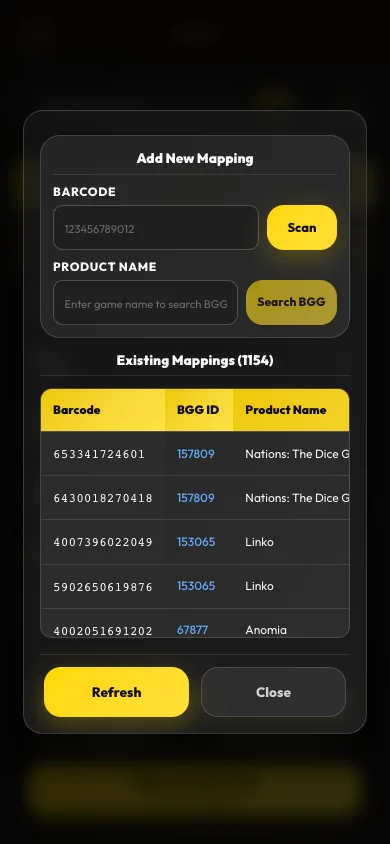 Add New Mapping
BARCODE
123456789012 Scan
PRODUCT NAME
Enter game name to search BGG Search BGG
Existing Mappings (1154)
Barcode BGG ID Product Name
653341724601 157809 Nations: The Dice G
6430018270418 157809 Nations: The Dice G
4007396022049 153065 Linko
5902650619876 153065 Linko
4002051691202 67877 Anomia
Refresh Close